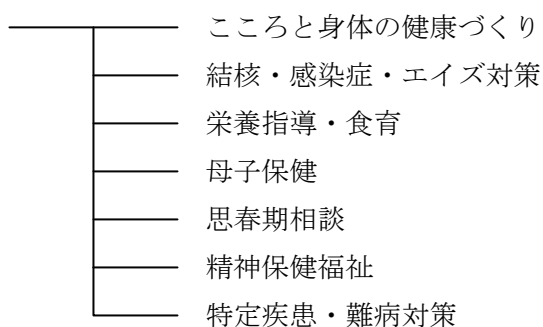 こころと身体の健康づくり
結核・感染症・エイズ対策
栄養指導・食育
母子保健
思春期相談
精神保健福祉
特定疾患・難病対策